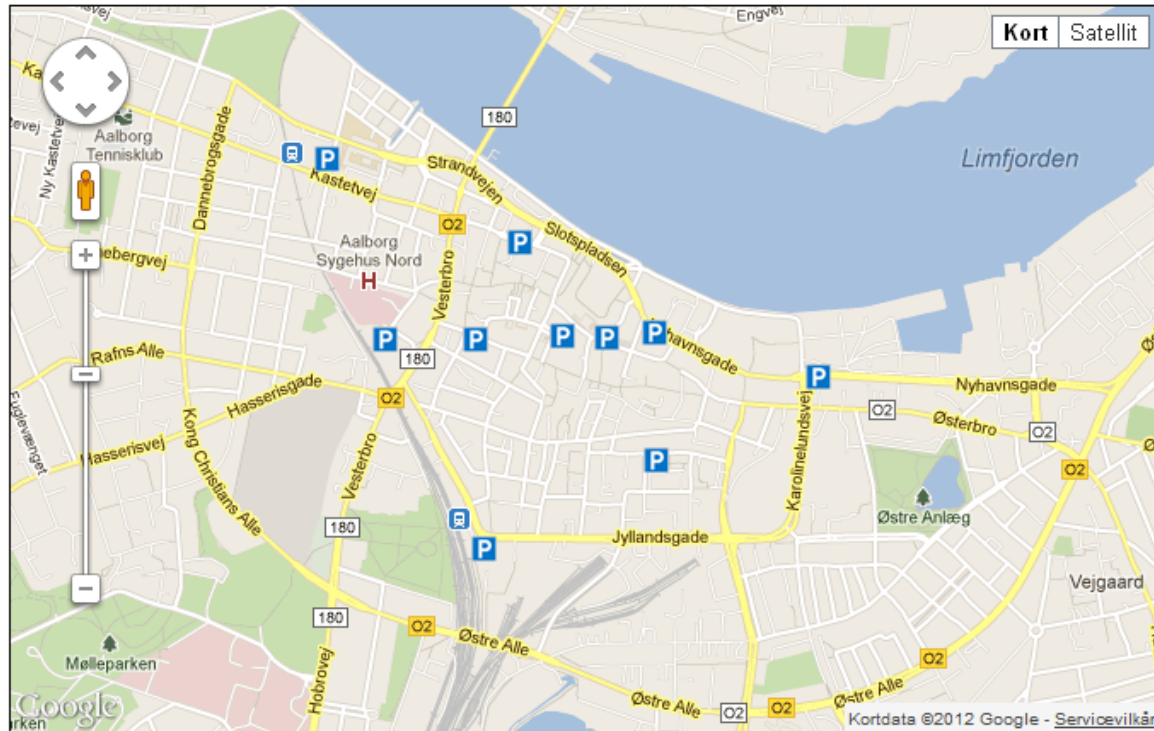 Engvej
Kort Satellit
Aalborg
Tennisklub
Ny Kastetvej
Dannebrogsgade
180
P
Strandvejen
Kastetvej
Limfjorden
O2
Aalborg
Sygehus Nord
H
P
Slotspladsen
Vesterbro
P
P
P
P
P
180
Nyhavnsgade
Rafns Alle
P
Nyhavnsgade
Hasserisgade
O2
O2
Østerbro
O2
Karolinelundsvej
Fuglevænget
Hasserisvej
Vesterbro
Kong Christians Alle
P
O2
180
Østre Anlæg
Jyllandsgade
P
Vejgaard
180
O2
Østre Alle
Mølleparken
O2
Hobrovej
Østre Alle
O2
O2
Østre Alle
Google
Kortdata ©2012 Google - Servicevilkår